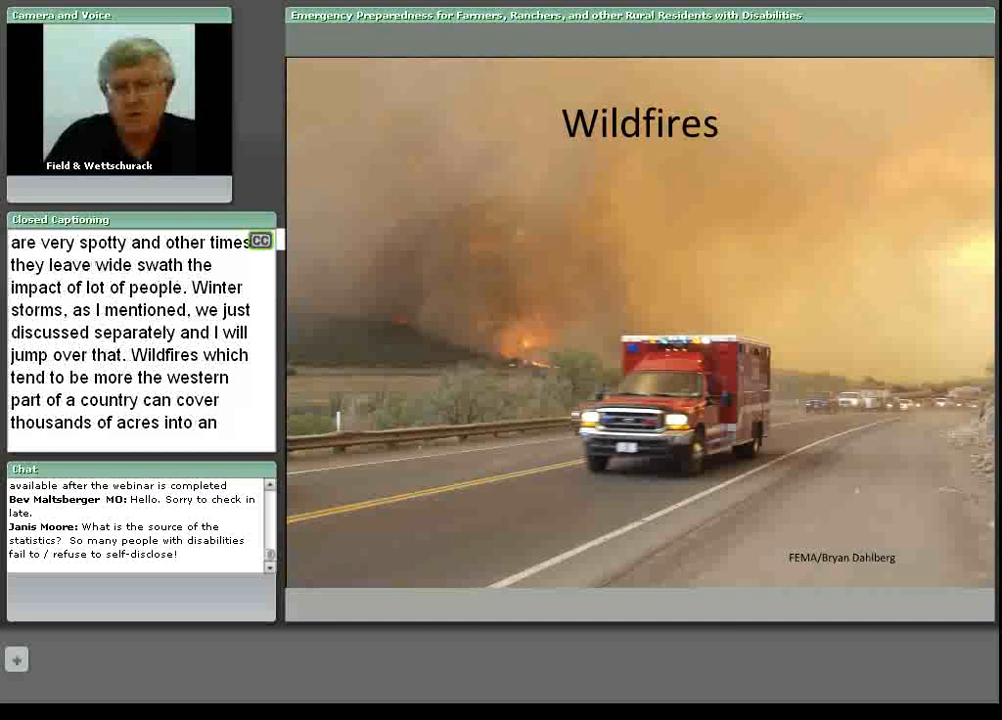 Camera and Voice
Field & Wettschurack
Closed Captioning
CC
are very spotty and other times
they leave wide swath the
impact of lot of people. Winter
storms, as I mentioned, we just
discussed separately and I will
jump over that. Wildfires which
tend to be more the western
part of a country can cover
thousands of acres into an
Chat
available after the webinar is completed
Bev Maltsberger MO: Hello. Sorry to check in
late.
Janis Moore: What is the source of the
statistics? So many people with disabilities
fail to / refuse to self-disclose!
Emergency Preparedness for Farmers, Ranchers, and other Rural Residents with Disabilities
Wildfires
FEMA/Bryan Dahlberg